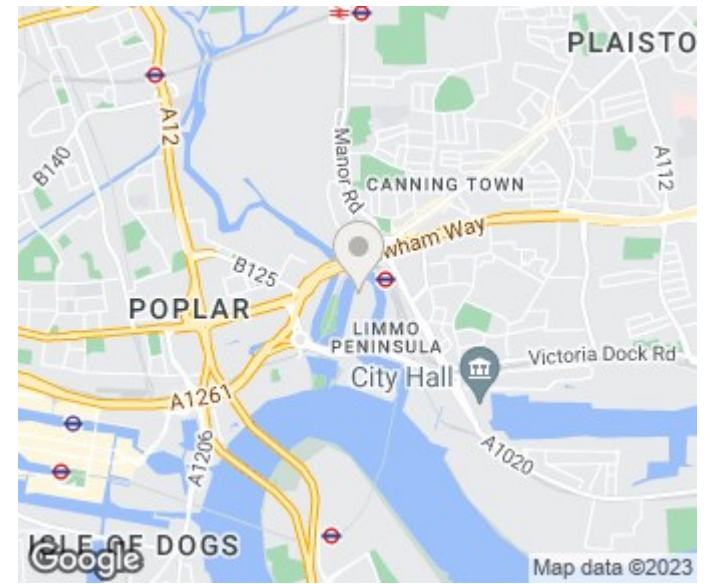 PLAISTO
A12
B140
Manor Rd
A112
CANNING TOWN
wham Way
B125
POPLAR
LIMMO
PENINSULA
City Hall
Victoria Dock Rd
A1261
A1206
A1020
ISLE OF DOGS
Google
Map data ©2023